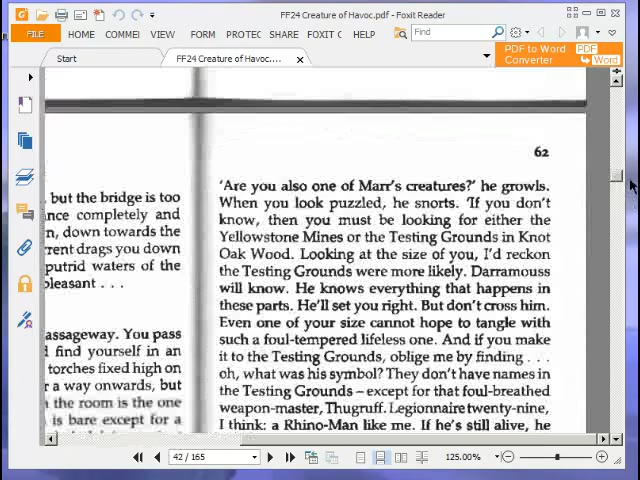 FF24 Creature of Havoc.pdf - Foxit Reader
FILE HOME COMMEI VIEW FORM PROTEC SHARE FOXIT C HELP Find
Start FF24 Creature of Havoc....
PDF to Word PDF
Converter Word
62
'Are you also one of Marr's creatures?' he growls.
When you look puzzled, he snorts. 'If you don't
know, then you must be looking for either the
Yellowstone Mines or the Testing Grounds in Knot
Oak Wood. Looking at the size of you, I'd reckon
the Testing Grounds were more likely. Darramouss
will know. He knows everything that happens in
these parts. He'll set you right. But don't cross him.
Even one of your size cannot hope to tangle with
such a foul-tempered lifeless one. And if you make
it to the Testing Grounds, oblige me by finding . . .
oh, what was his symbol? They don't have names in
the Testing Grounds – except for that foul-breathed
weapon-master, Thugruff. Legionnaire twenty-nine,
I think: a Rhino-Man like me. If he's still alive, he
, but the bridge is too
ance completely and
n, down towards the
rrent drags you down
putrid waters of the
pleasant . . .
assageway. You pass
d find yourself in an
torches fixed high on
r a way onwards, but
the room is the one
is bare except for a
42 / 165 125.00%